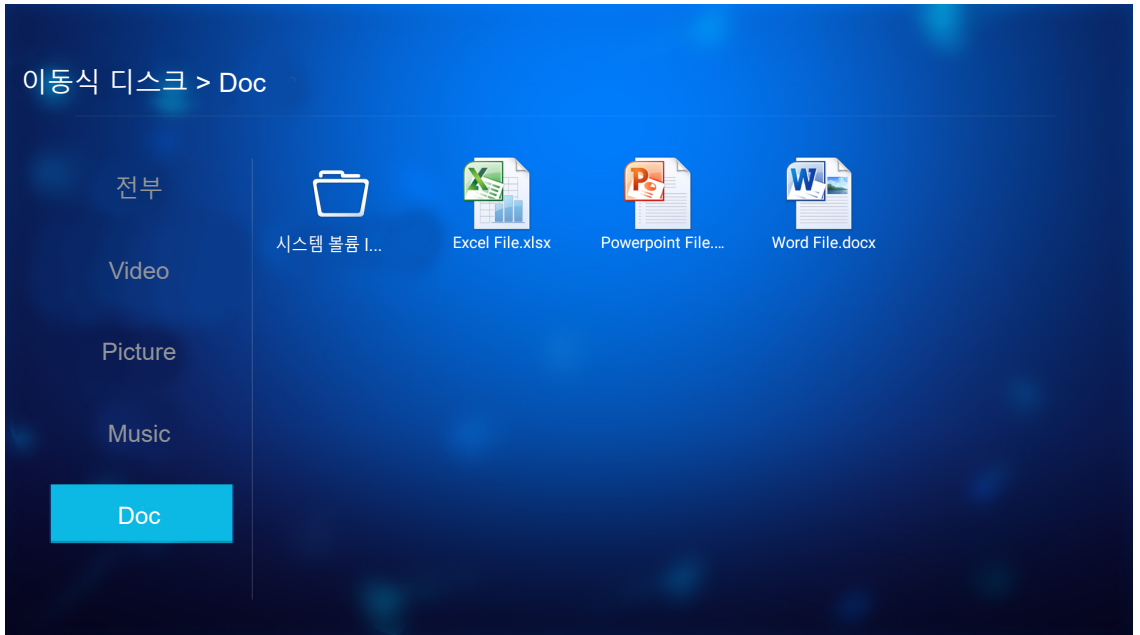 이동식 디스크 > Doc
전부
Video
Picture
Music
Doc
시스템 볼륨 I...
Excel File.xlsx
Powerpoint File....
Word File.docx